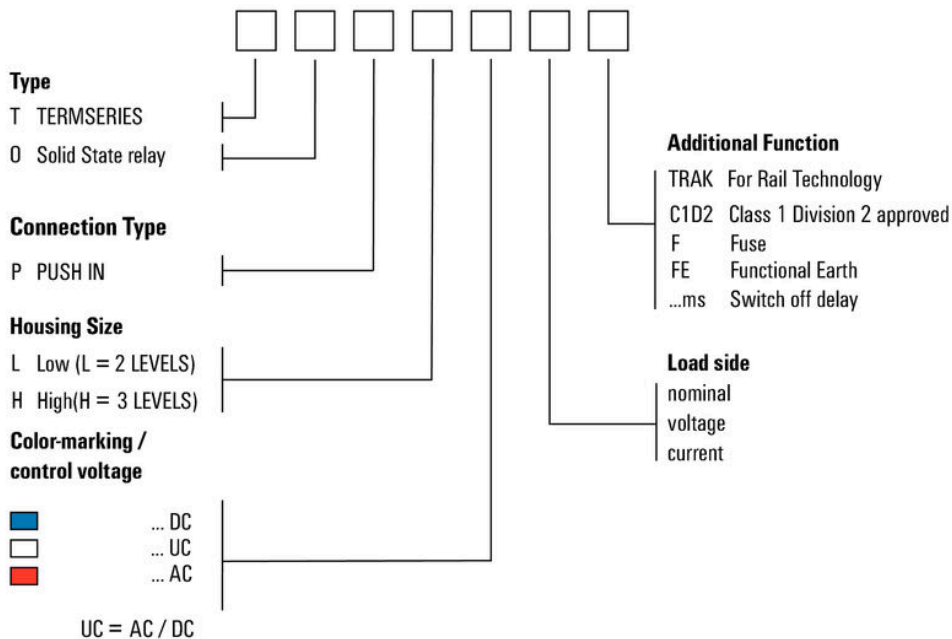 Type
T TERMSERIES
O Solid State relay
Connection Type
P PUSH IN
Housing Size
L Low (L = 2 LEVELS)
H High(H = 3 LEVELS)
Color-marking /
control voltage
... DC
... UC
... AC
UC = AC / DC
Additional Function
TRAK For Rail Technology
C1D2 Class 1 Division 2 approved
F Fuse
FE Functional Earth
...ms Switch off delay
Load side
nominal
voltage
current